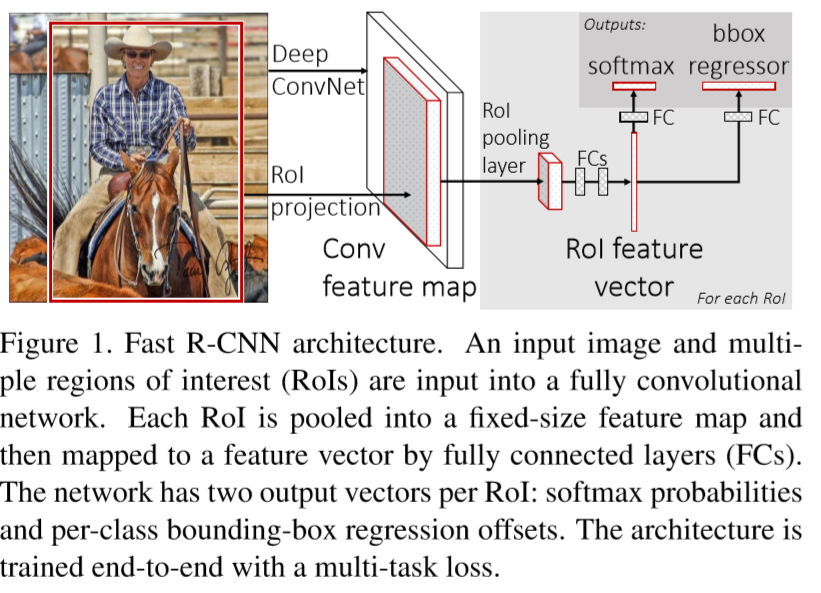 Outputs:
bbox
softmax regressor
Deep
ConvNet
RoI
pooling
layer
FC
FC
FCs
RoI
projection
Conv
feature map
RoI feature
vector
For each RoI
Figure 1. Fast R-CNN architecture. An input image and multi-
ple regions of interest (RoIs) are input into a fully convolutional
network. Each RoI is pooled into a fixed-size feature map and
then mapped to a feature vector by fully connected layers (FCs).
The network has two output vectors per RoI: softmax probabilities
and per-class bounding-box regression offsets. The architecture is
trained end-to-end with a multi-task loss.